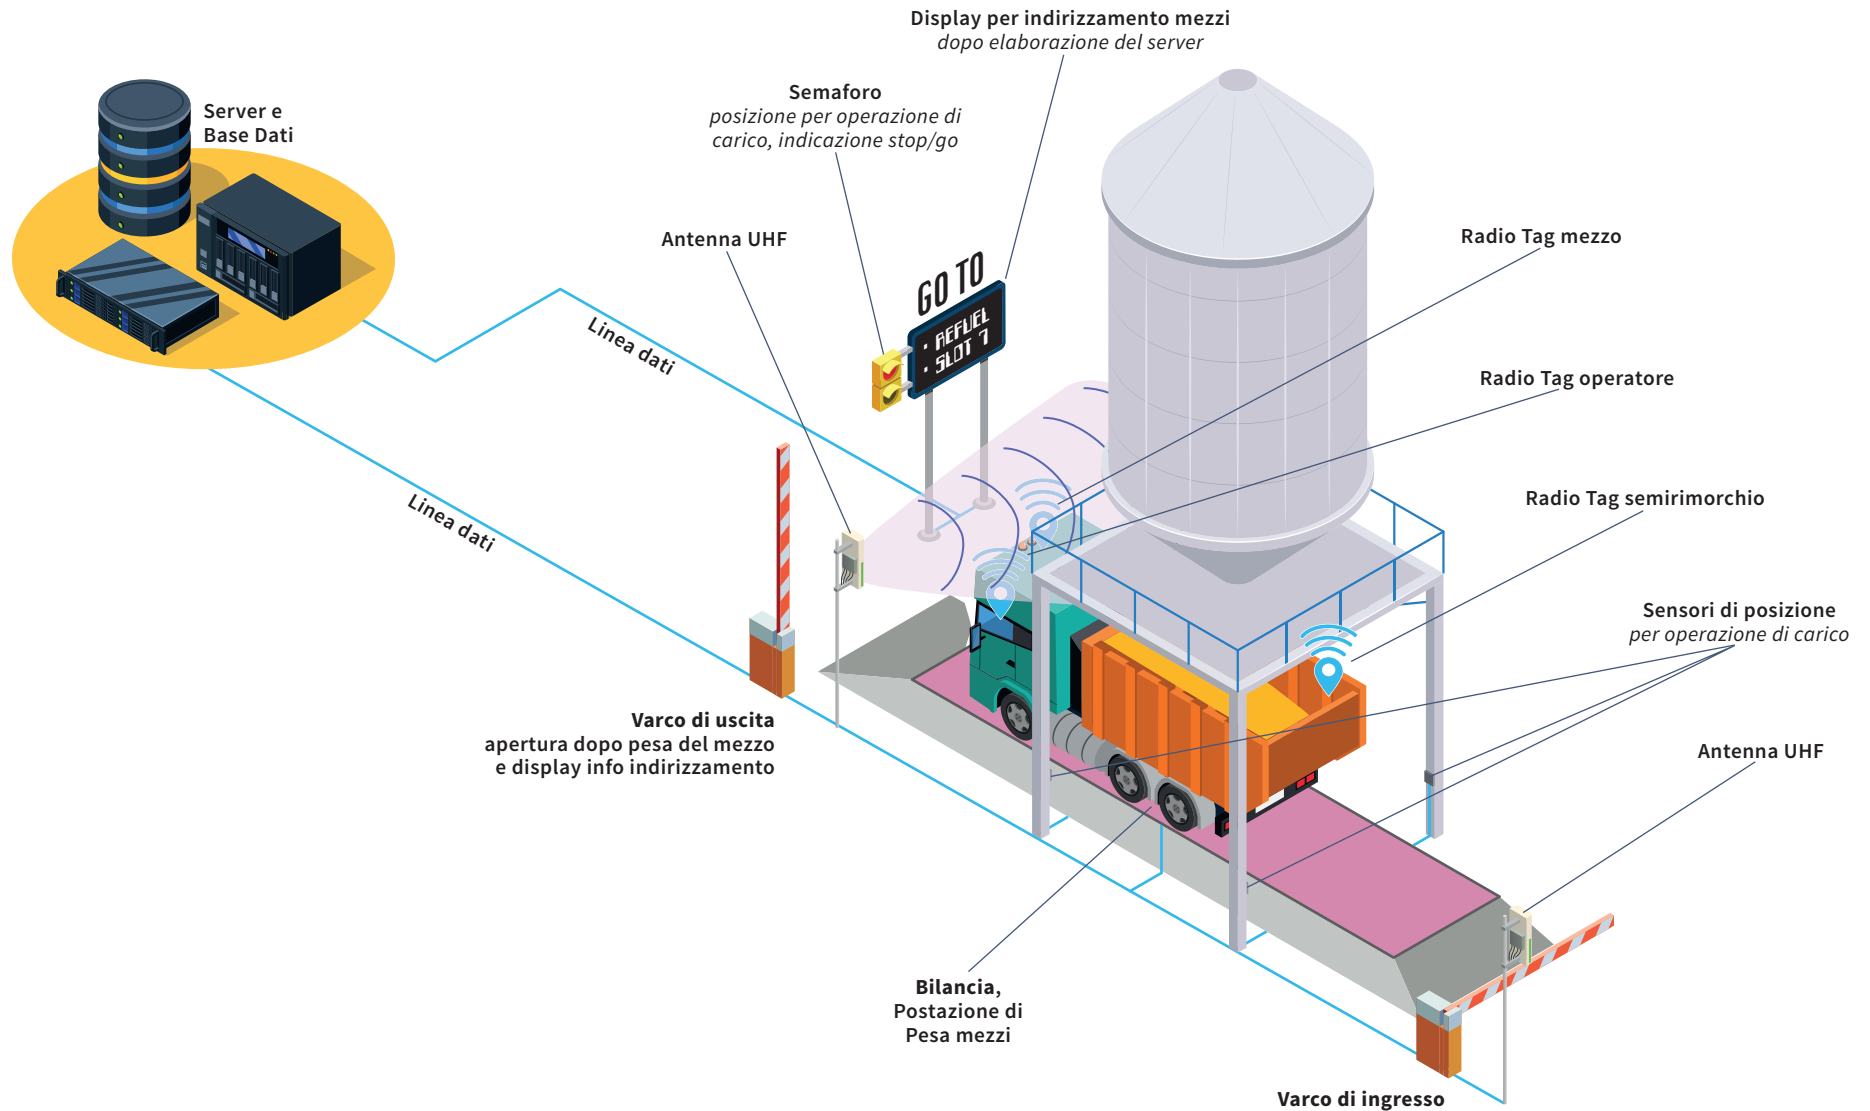 Display per indirizzamento mezzi
dopo elaborazione del server
Semaforo
posizione per operazione di
carico, indicazione stop/go
Server e
Base Dati
Antenna UHF
Radio Tag mezzo
GO TO
: REFUEL
: SLOT 7
Linea dati
Radio Tag operatore
Linea dati
Radio Tag semirimorchio
Sensori di posizione
per operazione di carico
Varco di uscita
apertura dopo pesa del mezzo
e display info indirizzamento
Antenna UHF
Bilancia,
Postazione di
Pesa mezzi
Varco di ingresso